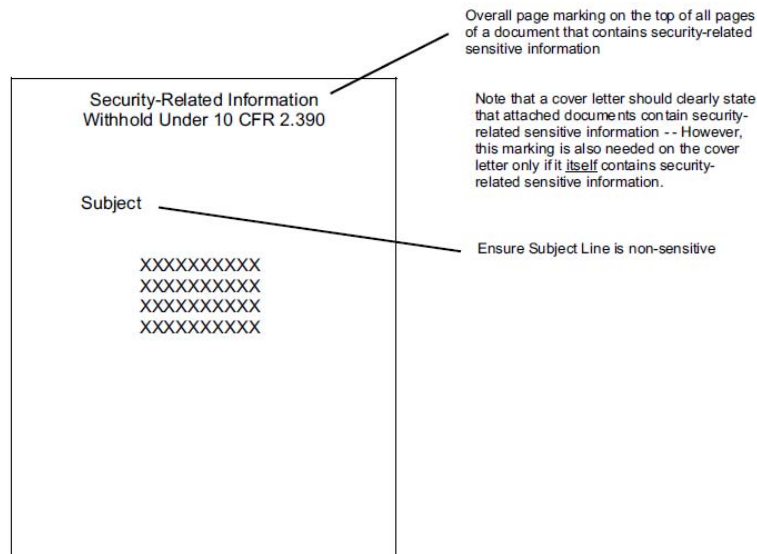 Overall page marking on the top of all pages
of a document that contains security-related
sensitive information
Security-Related Information
Withhold Under 10 CFR 2.390
Note that a cover letter should clearly state
that attached documents contain security-
related sensitive information - - However,
this marking is also needed on the cover
letter only if it itself contains security-
related sensitive information.
Subject
Ensure Subject Line is non-sensitive
XXXXXXXXXX
XXXXXXXXXX
XXXXXXXXXX
XXXXXXXXXX